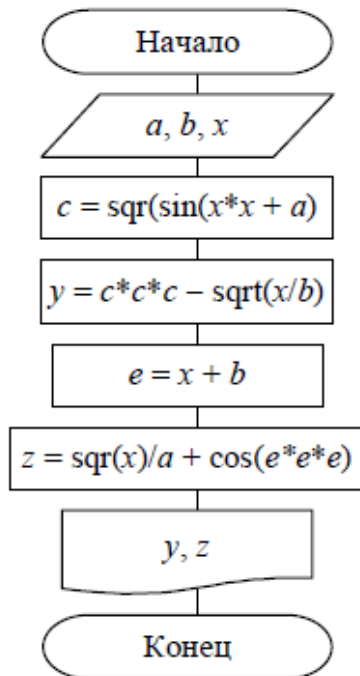 Начало
a, b, x
c = sqr(sin(x*x + a)
y = c*c*c − sqrt(x/b)
e = x + b
z = sqr(x)/a + cos(e*e*e)
y, z
Конец